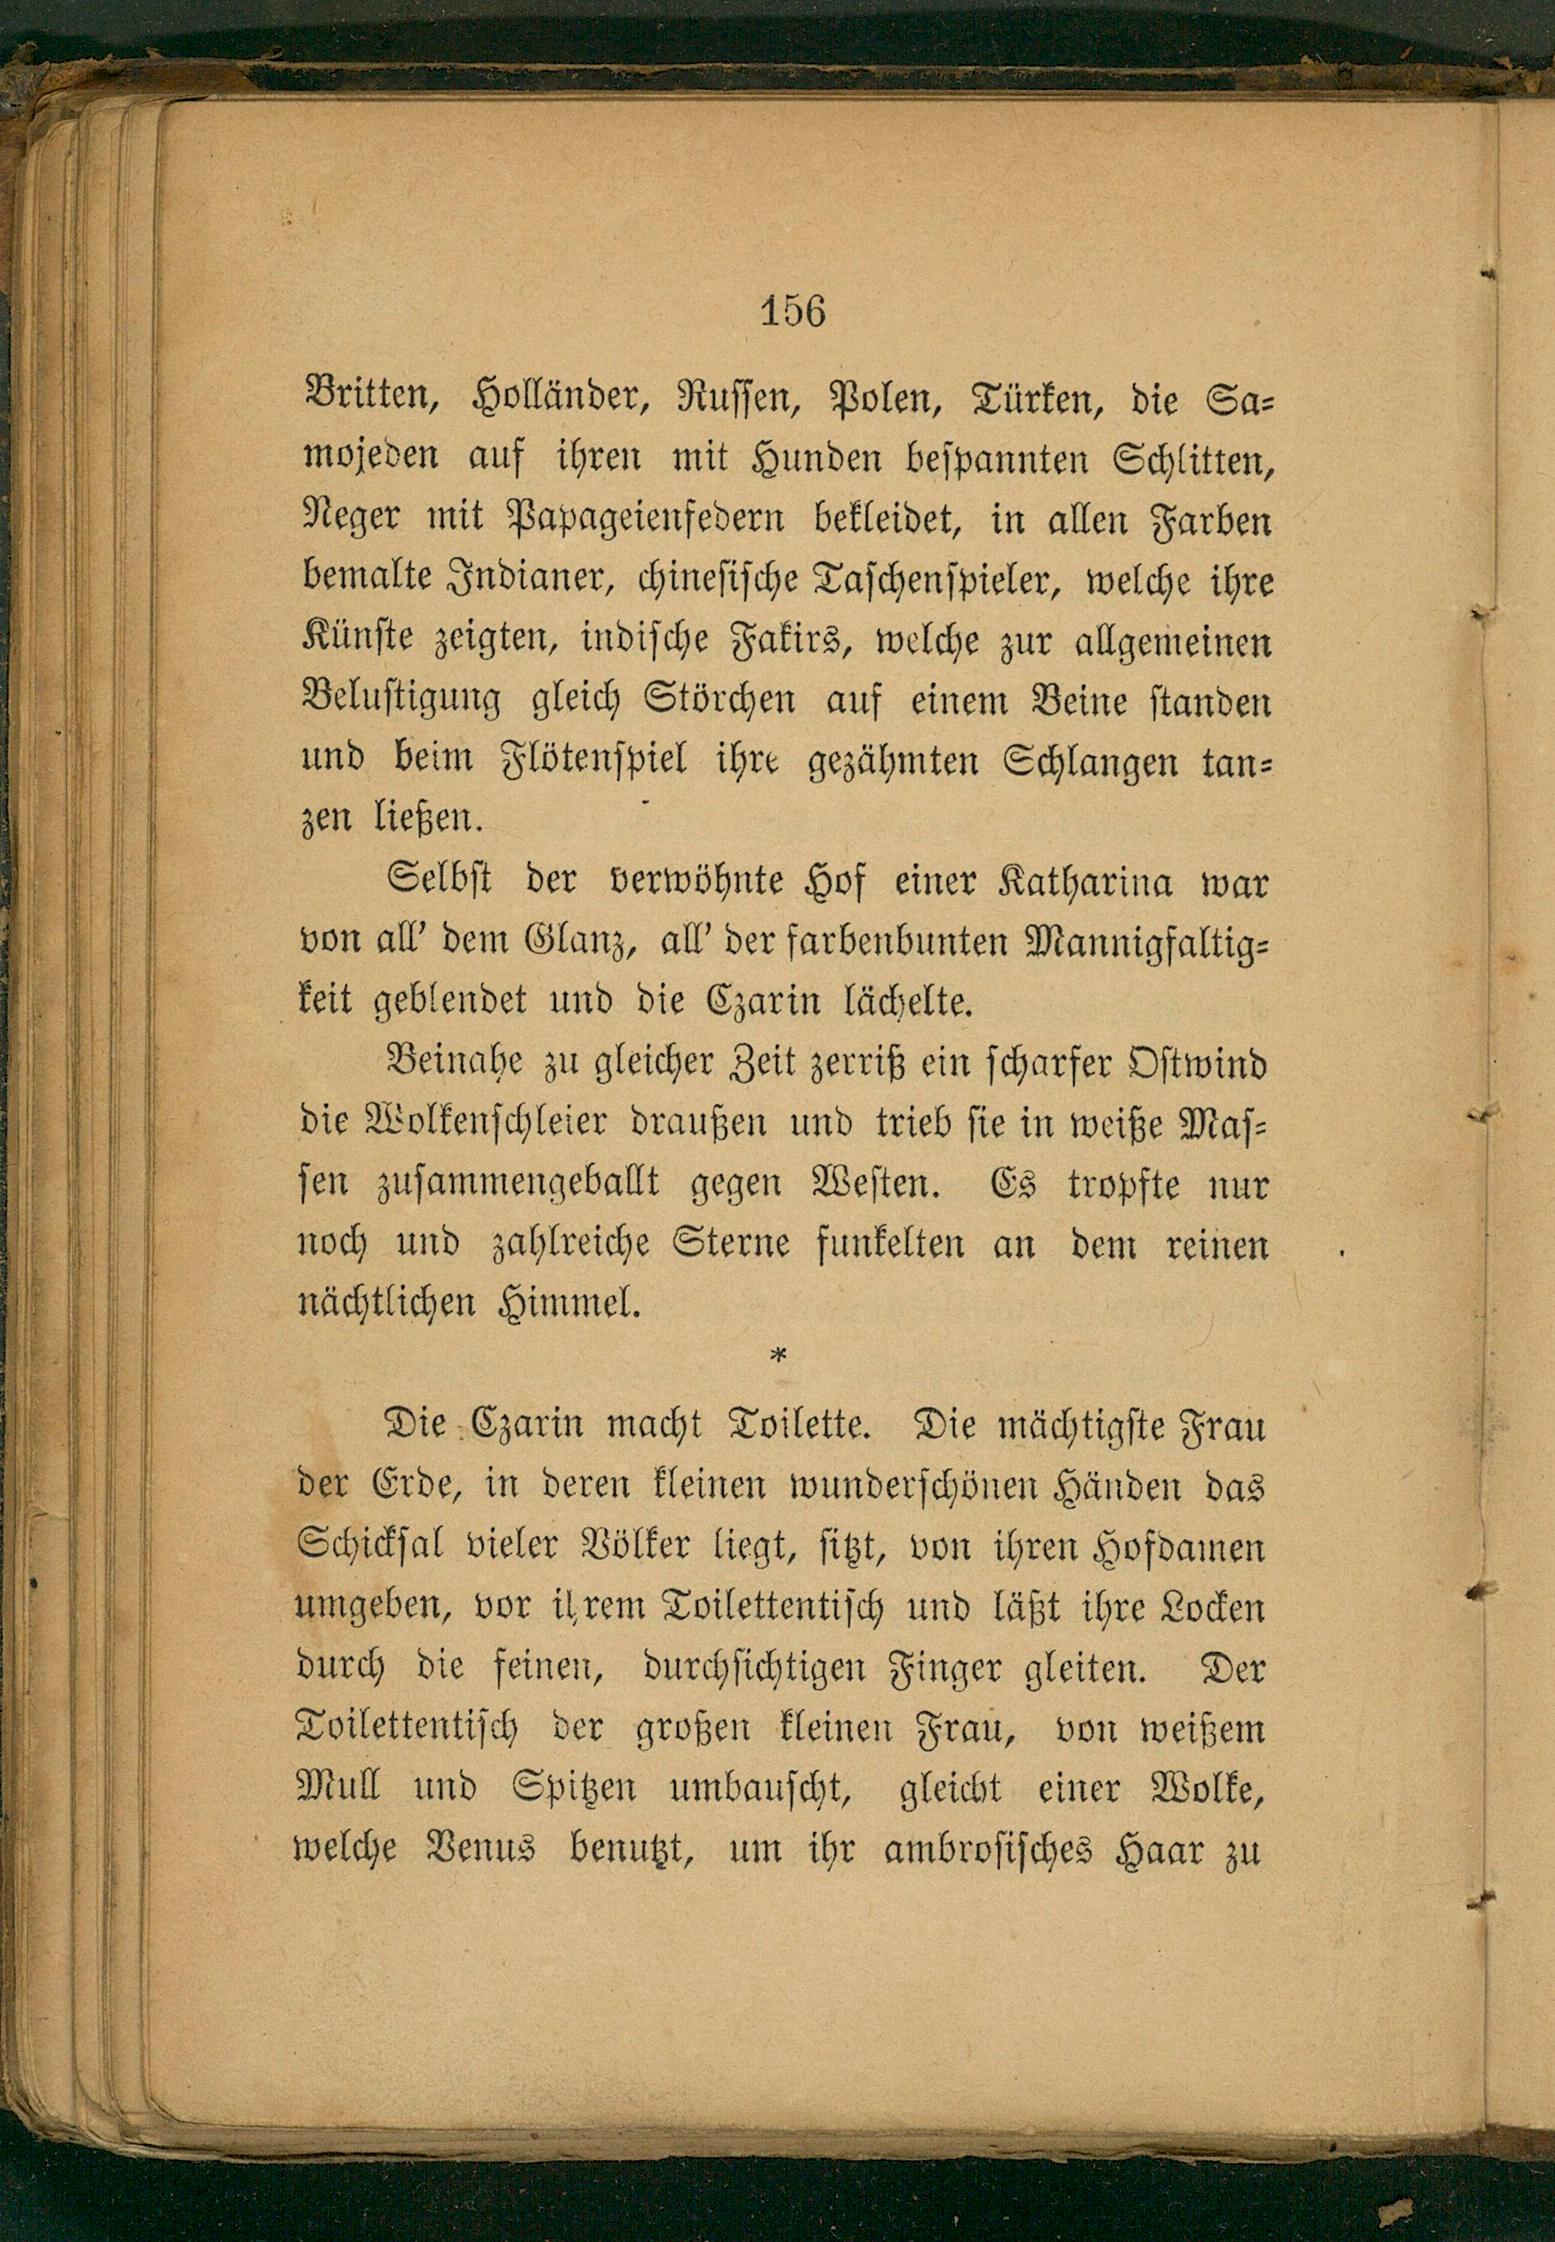 156
Britten, Holländer, Russen, Polen, Türken, die Sa=
mojeden auf ihren mit Hunden bespannten Schlitten,
Neger mit Papageienfedern bekleidet, in allen Farben
bemalte Indianer, chinesische Taschenspieler, welche ihre
Künste zeigten, indische Fakirs, welche zur allgemeinen
Belustigung gleich Störchen auf einem Beine standen
und beim Flötenspiel ihre gezähmten Schlangen tan=
zen ließen.
Selbst der verwöhnte Hof einer Katharina war
von all' dem Glanz, all' der farbenbunten Mannigfaltig=
keit geblendet und die Czarin lächelte.
Beinahe zu gleicher Zeit zerriß ein scharfer Ostwind
die Wolkenschleier draußen und trieb sie in weiße Mas=
sen zusammengeballt gegen Westen. Es tropfte nur
noch und zahlreiche Sterne funkelten an dem reinen
nächtlichen Himmel.
*
Die Czarin macht Toilette. Die mächtigste Frau
der Erde, in deren kleinen wunderschönen Händen das
Schicksal vieler Völker liegt, sitzt, von ihren Hofdamen
umgeben, vor ihrem Toilettentisch und läßt ihre Locken
durch die feinen, durchsichtigen Finger gleiten. Der
Toilettentisch der großen kleinen Frau, von weißem
Mull und Spitzen umbauscht, gleicht einer Wolke,
welche Venus benutzt, um ihr ambrosisches Haar zu